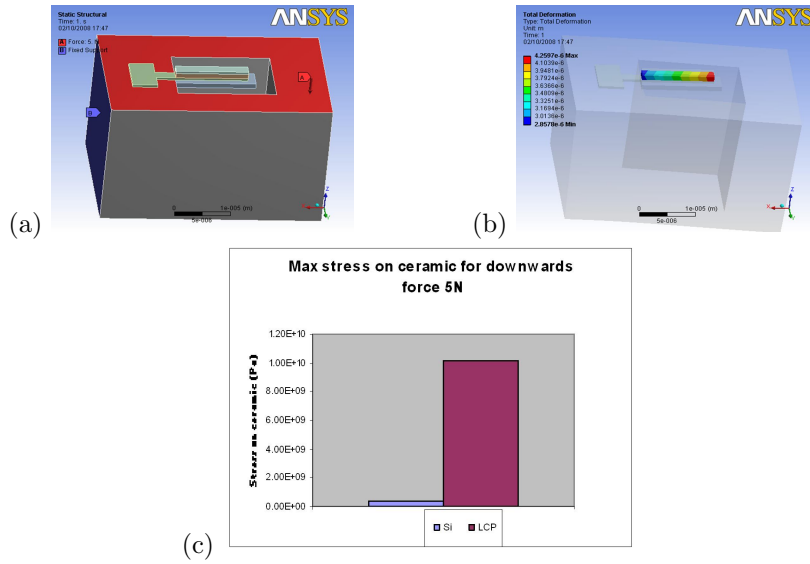 Static Structural
Time: 1. s
02/10/2009 17:47
A Force: 5. N
B Fixed Support
ANSYS
A
B
0 1e-005 (m)
5e-006
Z
X
Y
(a)
Total Deformation
Type: Total Deformation
Unit: m
Time: 1
02/10/2009 17:47
ANSYS
4.2597e-6 Max
4.1039e-6
3.9481e-6
3.7924e-6
3.6366e-6
3.4809e-6
3.3251e-6
3.1694e-6
3.0136e-6
2.8578e-6 Min
0 1e-005 (m)
5e-006
Z
X
Y
(b)
Max stress on ceramic for downwards
force 5N
Stress on ceramic (Pa)
1.20E+10
1.00E+10
8.00E+09
6.00E+09
4.00E+09
2.00E+09
0.00E+00
Si LCP
(c)